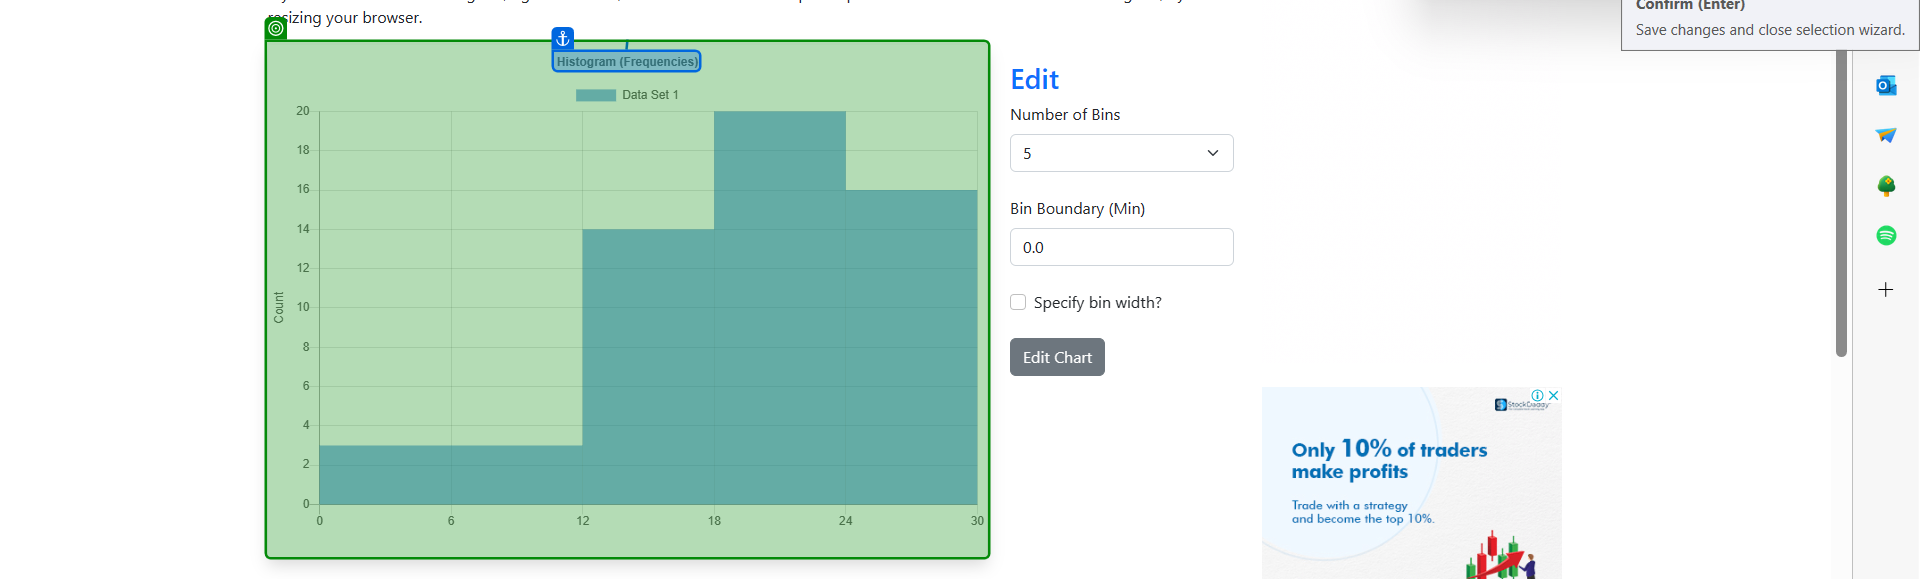 resizing your browser.
Confirm (Enter)
Save changes and close selection wizard.
Histogram (Frequencies)
Data Set 1
20
18
16
14
12
10
8
6
4
2
0
Count
0 6 12 18 24 30
Edit
Number of Bins
5
Bin Boundary (Min)
0.0
Specify bin width?
Edit Chart
StockDaddy
Only 10% of traders
make profits
Trade with a strategy
and become the top 10%.